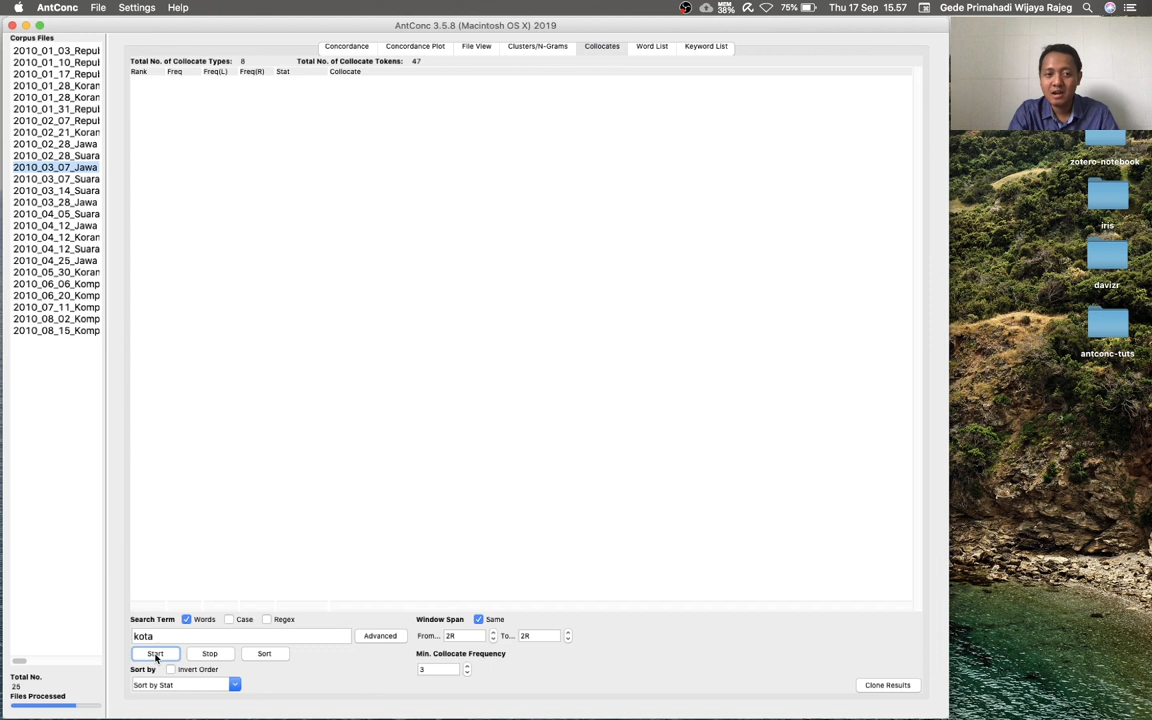 AntConc File Settings Help
MEM 38% 75% Thu 17 Sep 15.57 Gede Primahadi Wijaya Rajeg
AntConc 3.5.8 (Macintosh OS X) 2019
Corpus Files
2010_01_03_Republ
2010_01_10_Republ
2010_01_17_Republ
2010_01_28_Koran
2010_01_28_Koran
2010_01_31_Republ
2010_02_07_Republ
2010_02_21_Koran
2010_02_28_Jawa
2010_02_28_Suara
2010_03_07_Jawa
2010_03_07_Suara
2010_03_14_Suara
2010_03_28_Jawa
2010_04_05_Suara
2010_04_12_Jawa
2010_04_12_Koran
2010_04_12_Suara
2010_04_25_Jawa
2010_05_30_Koran
2010_06_06_Komp
2010_06_20_Komp
2010_07_11_Komp
2010_08_02_Komp
2010_08_15_Komp
Total No.
25
Files Processed
Concordance Concordance Plot File View Clusters/N-Grams Collocates Word List Keyword List
Total No. of Collocate Types: 8 Total No. of Collocate Tokens: 47
Rank Freq Freq(L) Freq(R) Stat Collocate
Search Term Words Case Regex
kota Advanced
Start Stop Sort
Sort by Invert Order
Sort by Stat
Window Span Same
From... 2R To... 2R
Min. Collocate Frequency
3
Clone Results
zotero-notebook
iris
davizr
antconc-tuts